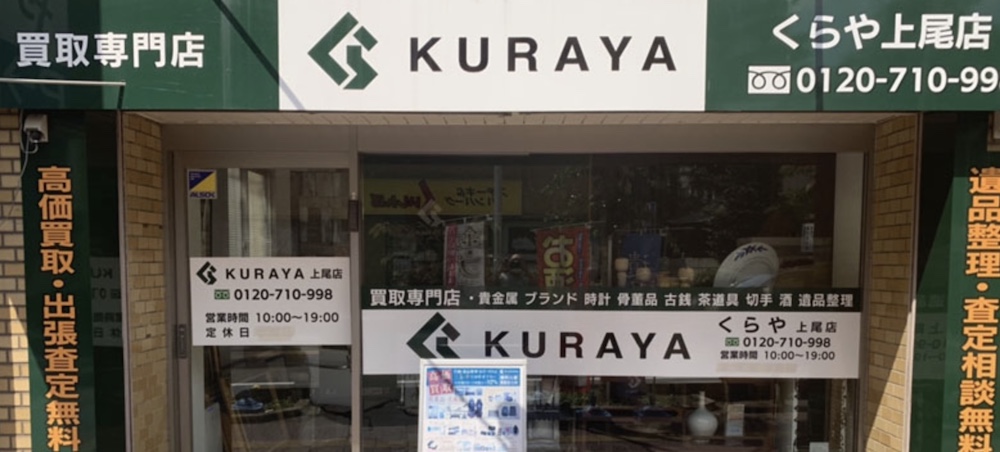 買取専門店
KURAYA
くらや上尾店
0120-710-99
高価買取・出張査定無料
遺品整理・査定相談無料
KURAYA 上尾店
0120-710-998
営業時間 10:00〜19:00
定休日
買取専門店・貴金属 ブランド 時計 骨董品 古銭 茶道具 切手 酒 遺品整理
KURAYA
くらや 上尾店
0120-710-998
営業時間 10:00〜19:00